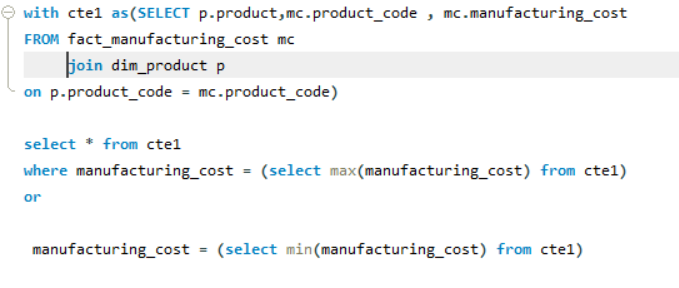 with cte1 as(SELECT p.product,mc.product_code , mc.manufacturing_cost
FROM fact_manufacturing_cost mc
join dim_product p
on p.product_code = mc.product_code)
select * from cte1
where manufacturing_cost = (select max(manufacturing_cost) from cte1)
or
manufacturing_cost = (select min(manufacturing_cost) from cte1)